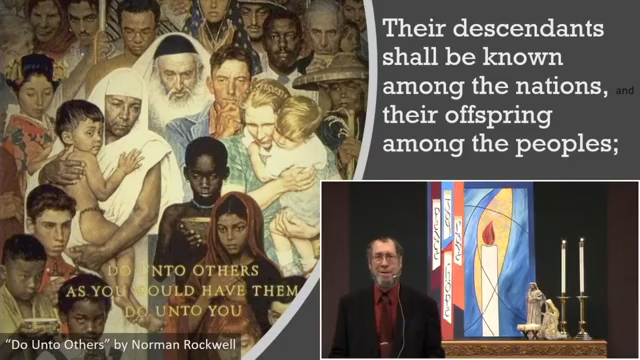 Their descendants
shall be known
among the nations, and
their offspring
among the peoples;
DO UNTO OTHERS
AS YOU WOULD HAVE THEM
DO UNTO YOU
"Do Unto Others" by Norman Rockwell